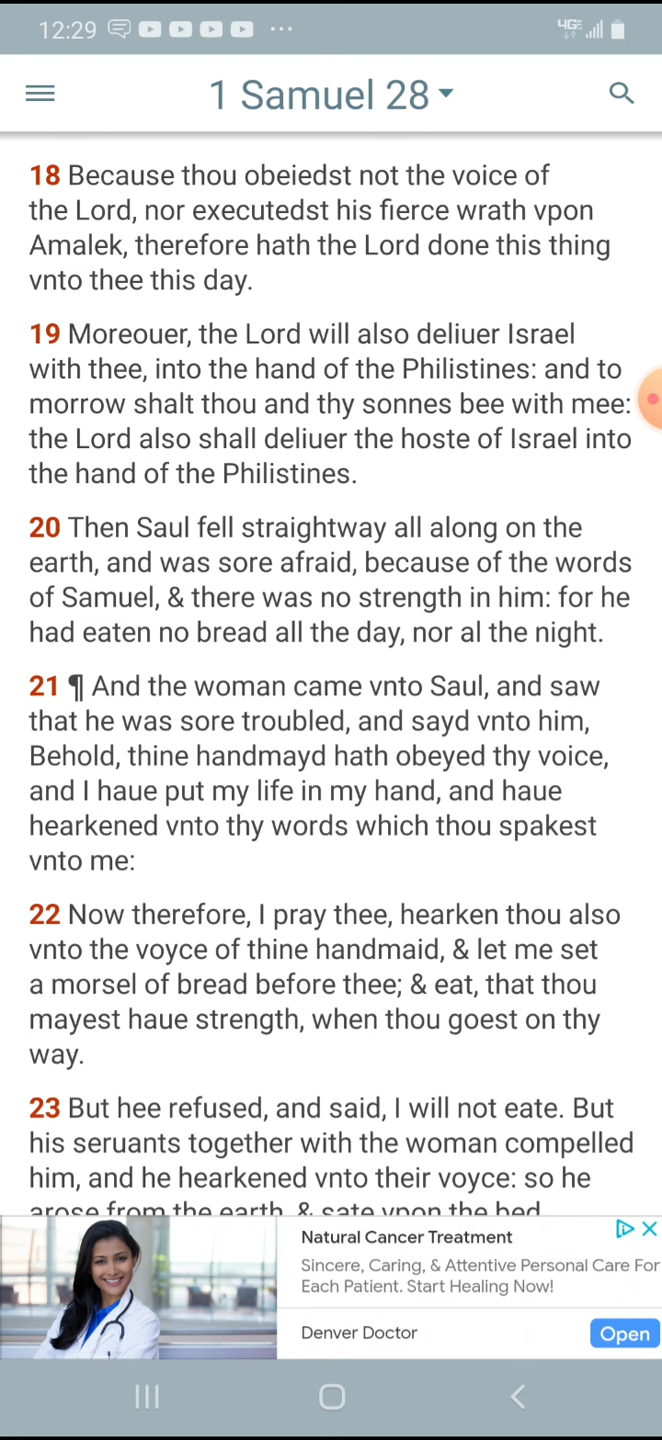 12:29
4GE
1 Samuel 28
18 Because thou obeiedst not the voice of
the Lord, nor executedst his fierce wrath vpon
Amalek, therefore hath the Lord done this thing
vnto thee this day.
19 Moreouer, the Lord will also deliuer Israel
with thee, into the hand of the Philistines: and to
morrow shalt thou and thy sonnes bee with mee:
the Lord also shall deliuer the hoste of Israel into
the hand of the Philistines.
20 Then Saul fell straightway all along on the
earth, and was sore afraid, because of the words
of Samuel, & there was no strength in him: for he
had eaten no bread all the day, nor al the night.
21 ¶ And the woman came vnto Saul, and saw
that he was sore troubled, and sayd vnto him,
Behold, thine handmayd hath obeyed thy voice,
and I haue put my life in my hand, and haue
hearkened vnto thy words which thou spakest
vnto me:
22 Now therefore, I pray thee, hearken thou also
vnto the voyce of thine handmaid, & let me set
a morsel of bread before thee; & eat, that thou
mayest haue strength, when thou goest on thy
way.
23 But hee refused, and said, I will not eate. But
his seruants together with the woman compelled
him, and he hearkened vnto their voyce: so he
arose from the earth, & sate vpon the bed.
Natural Cancer Treatment
Sincere, Caring, & Attentive Personal Care For
Each Patient. Start Healing Now!
Denver Doctor
Open